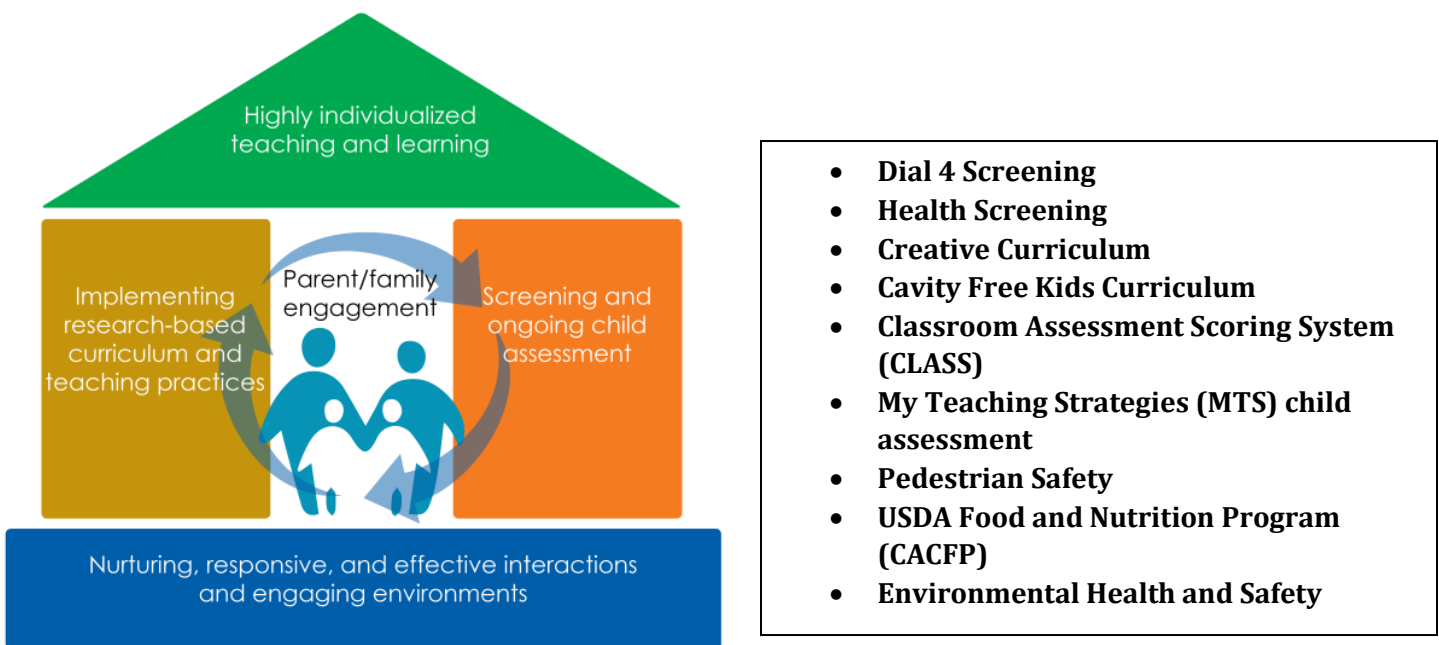 Highly individualized
teaching and learning
Implementing
research-based
curriculum and
teaching practices
Parent/family
engagement
Screening and
ongoing child
assessment
Nurturing, responsive, and effective interactions
and engaging environments
• Dial 4 Screening
• Health Screening
• Creative Curriculum
• Cavity Free Kids Curriculum
• Classroom Assessment Scoring System
(CLASS)
• My Teaching Strategies (MTS) child
assessment
• Pedestrian Safety
• USDA Food and Nutrition Program
(CACFP)
• Environmental Health and Safety